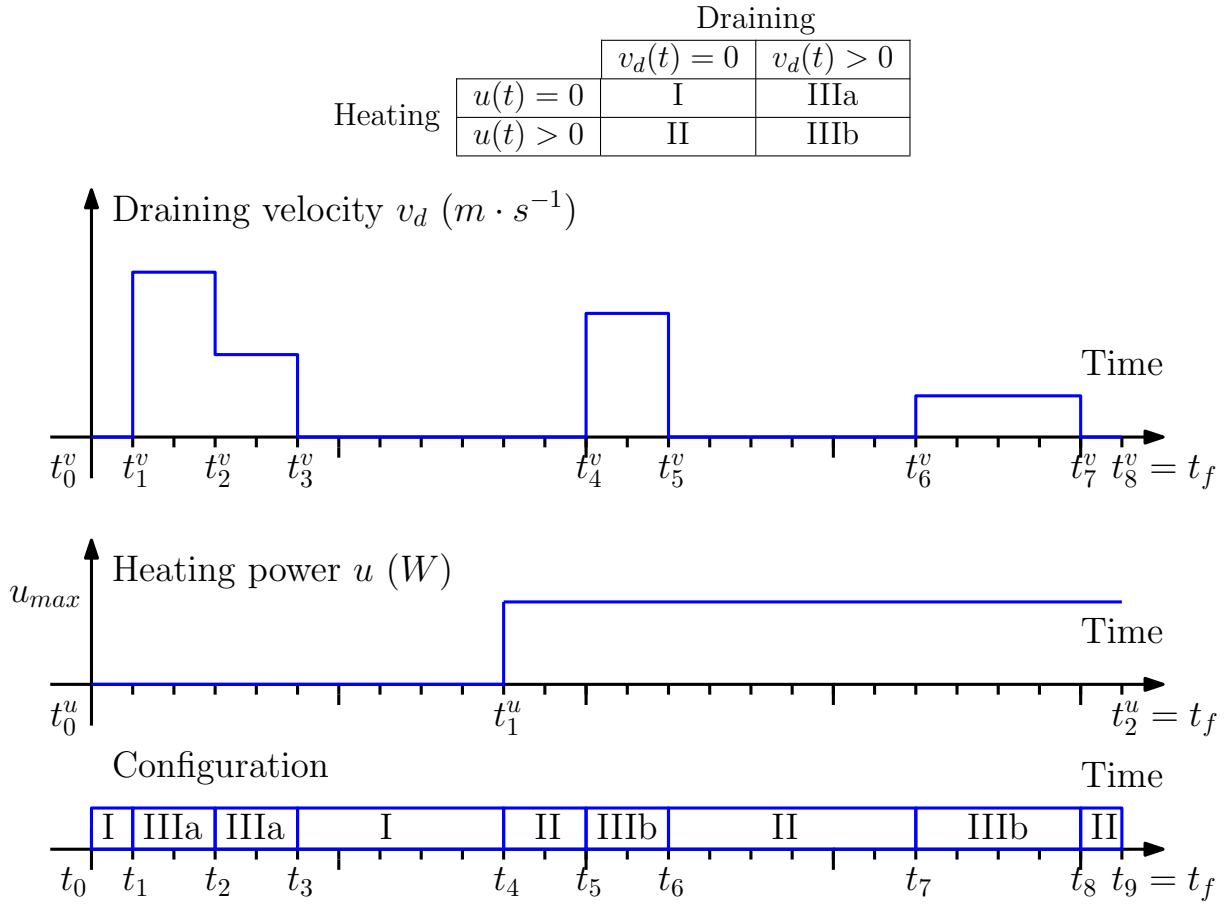 Draining
v_d(t) = 0 v_d(t) > 0
Heating u(t) = 0 I IIIa
u(t) > 0 II IIIb
Draining velocity v_d (m · s^{-1})
Time
t_0^v t_1^v t_2^v t_3^v t_4^v t_5^v t_6^v t_7^v t_8^v = t_f
Heating power u (W)
u_{max}
Time
t_0^u t_1^u t_2^u = t_f
Configuration
Time
I IIIa IIIa I II IIIb II IIIb II
t_0 t_1 t_2 t_3 t_4 t_5 t_6 t_7 t_8 t_9 = t_f